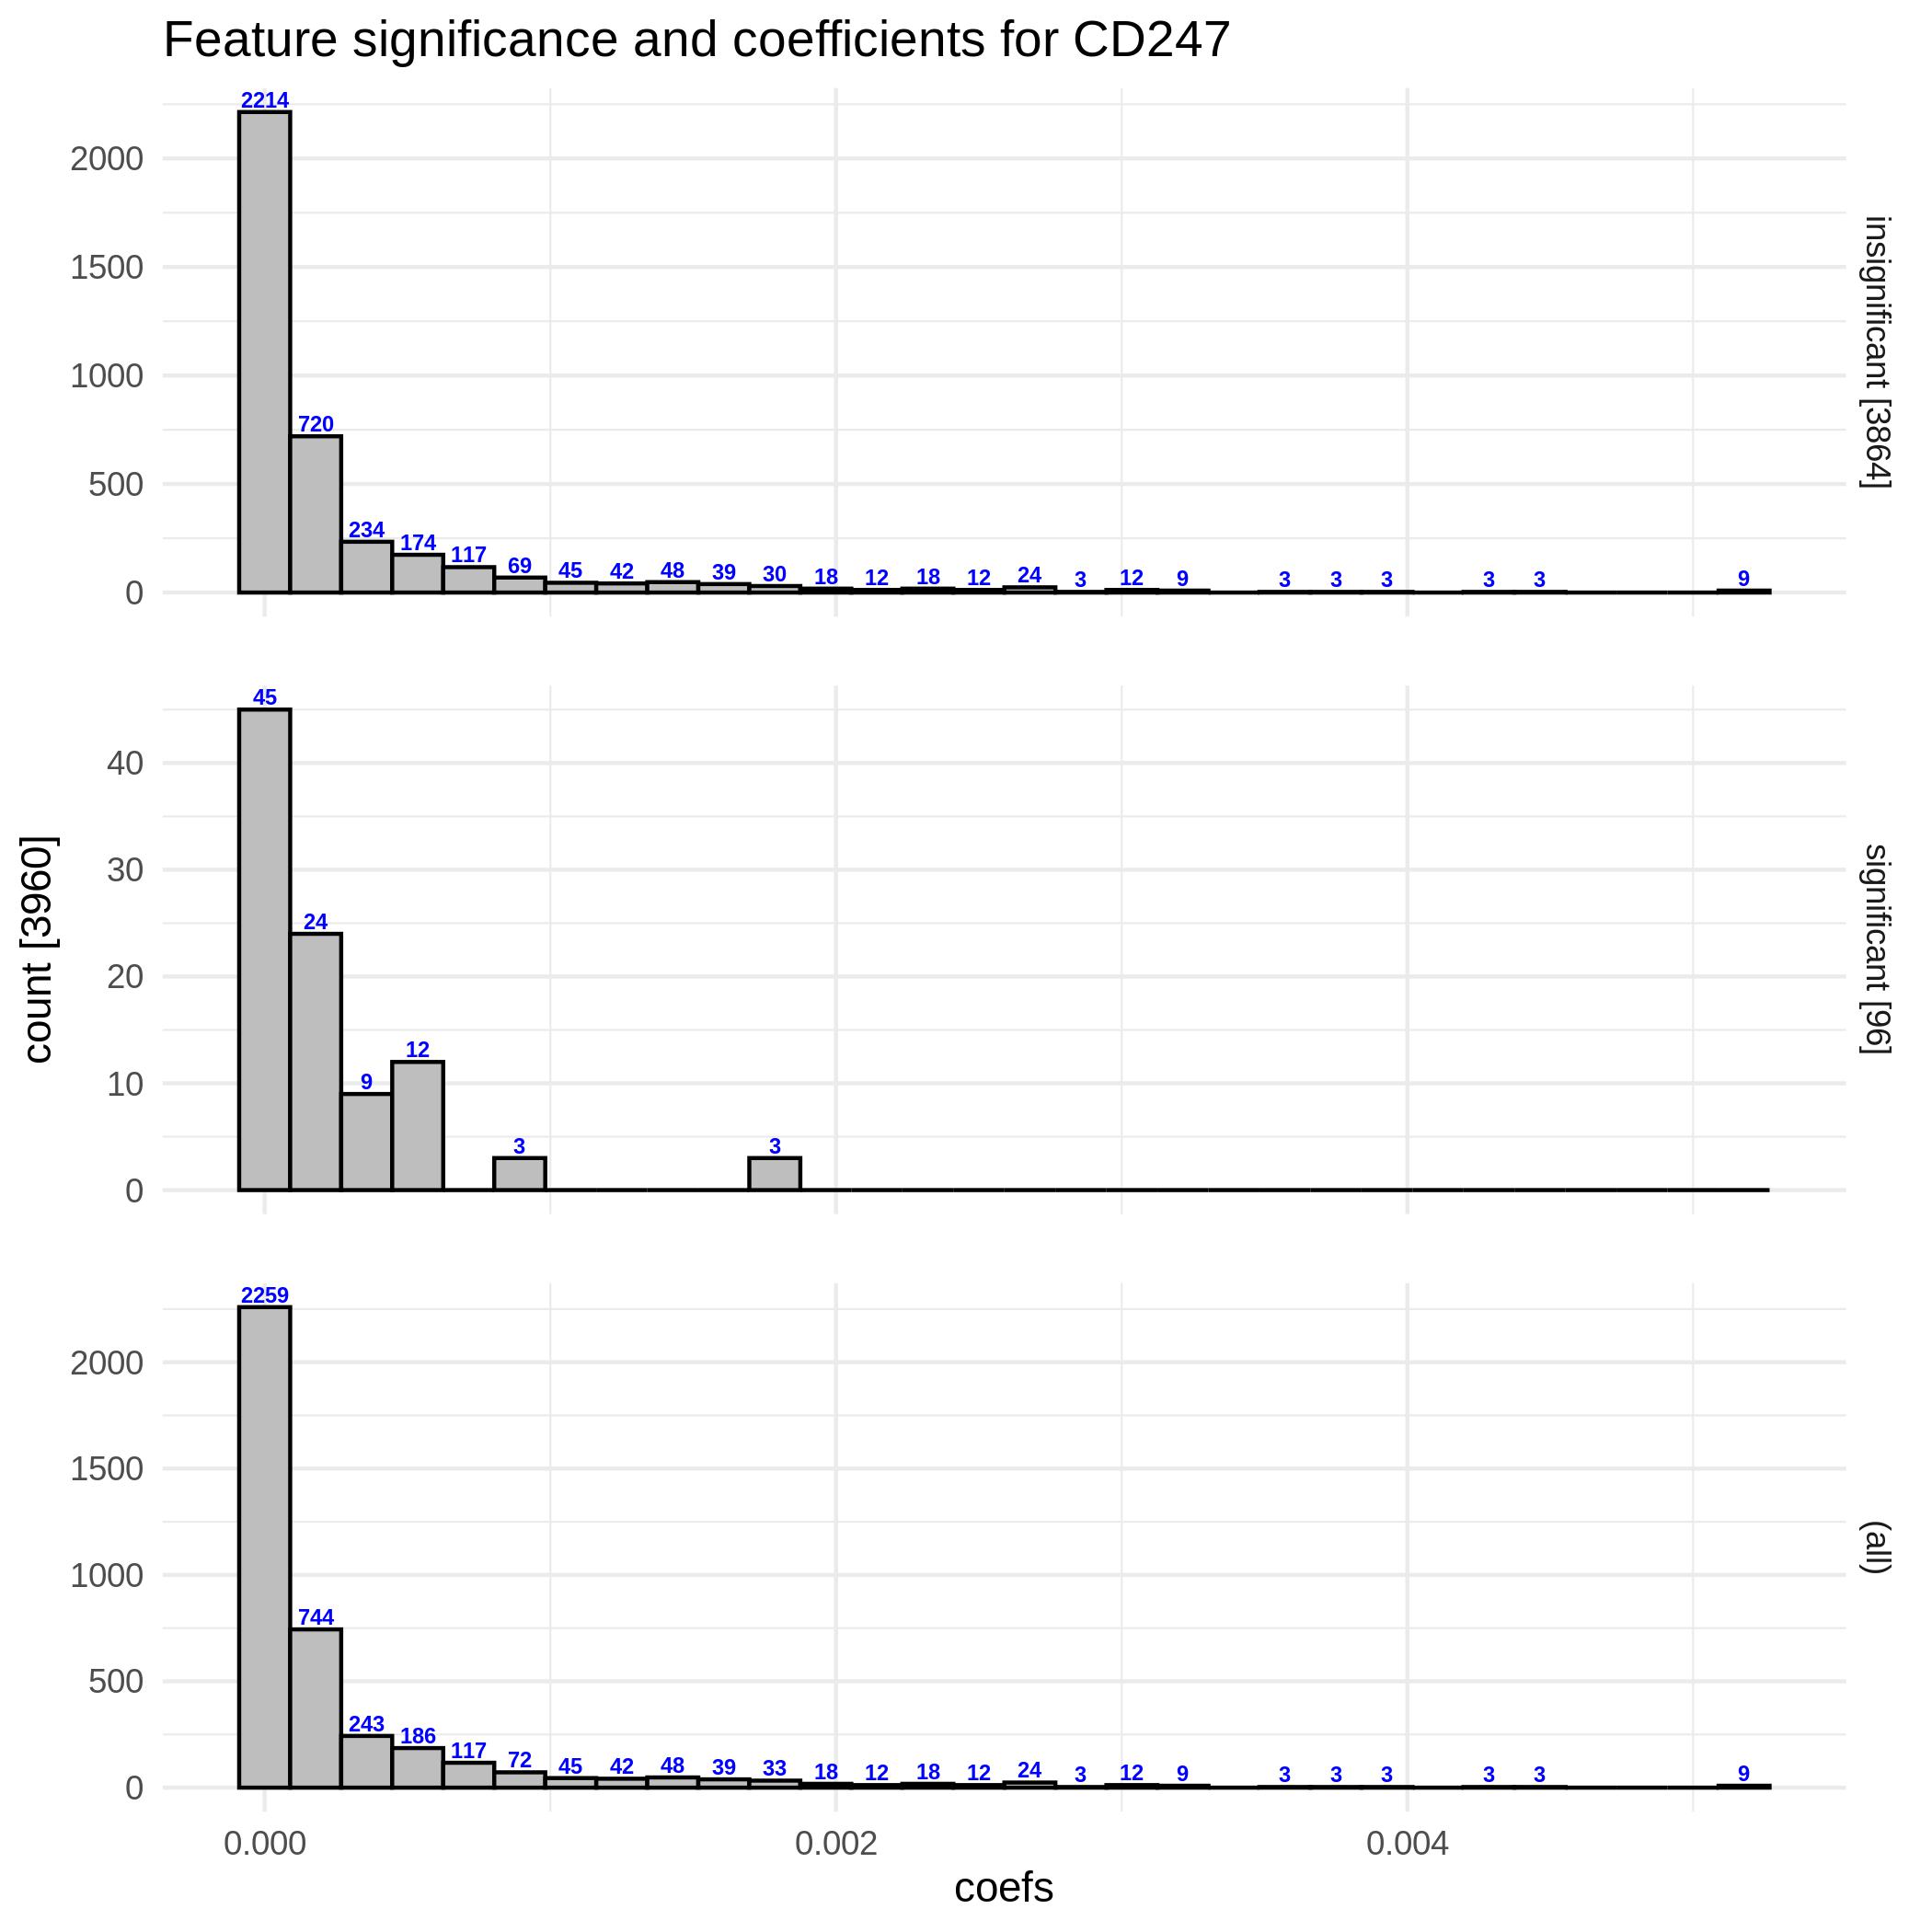 Feature significance and coefficients for CD247
2214
2000
1500
1000
720
500
234 174 117 69 45 42 48 39 30 18 12 18 12 24 3 12 9 3 3 3 3 3 9
0
insignificant [3864]
45
40
30
24
20
12
10
9
3 3
0
significant [96]
count [3960]
2259
2000
1500
1000
744
500
243 186 117 72 45 42 48 39 33 18 12 18 12 24 3 12 9 3 3 3 3 3 9
0
(all)
0.000 0.002 0.004
coefs